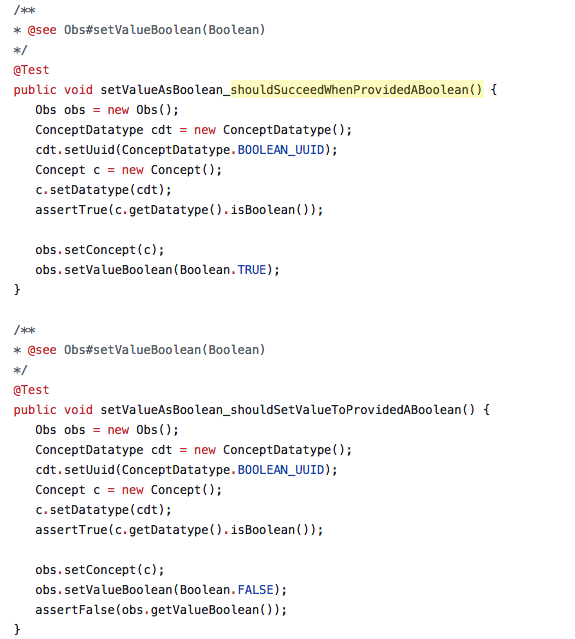 /**
* @see Obs#setValueBoolean(Boolean)
*/
@Test
public void setValueAsBoolean_shouldSucceedWhenProvidedABoolean() {
Obs obs = new Obs();
ConceptDatatype cdt = new ConceptDatatype();
cdt.setUuid(ConceptDatatype.BOOLEAN_UUID);
Concept c = new Concept();
c.setDatatype(cdt);
assertTrue(c.getDatatype().isBoolean());
obs.setConcept(c);
obs.setValueBoolean(Boolean.TRUE);
}
/**
* @see Obs#setValueBoolean(Boolean)
*/
@Test
public void setValueAsBoolean_shouldSetValueToProvidedABoolean() {
Obs obs = new Obs();
ConceptDatatype cdt = new ConceptDatatype();
cdt.setUuid(ConceptDatatype.BOOLEAN_UUID);
Concept c = new Concept();
c.setDatatype(cdt);
assertTrue(c.getDatatype().isBoolean());
obs.setConcept(c);
obs.setValueBoolean(Boolean.FALSE);
assertFalse(obs.getValueBoolean());
}